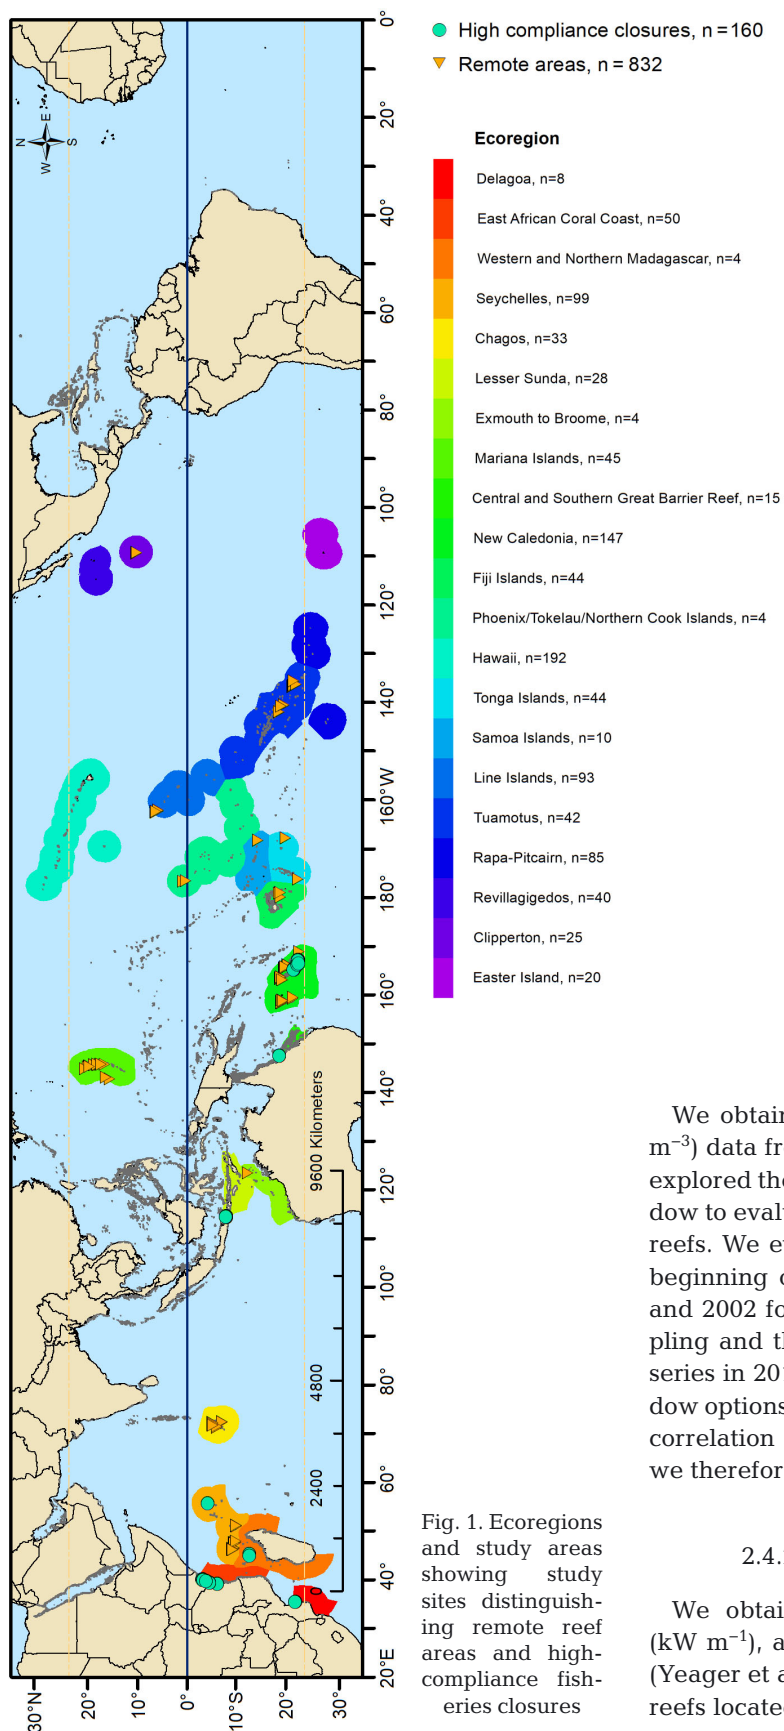 High compliance closures, n=160
Remote areas, n=832
Ecoregion
Delagoa, n=8
East African Coral Coast, n=50
Western and Northern Madagascar, n=4
Seychelles, n=99
Chagos, n=33
Lesser Sunda, n=28
Exmouth to Broome, n=4
Mariana Islands, n=45
Central and Southern Great Barrier Reef, n=15
New Caledonia, n=147
Fiji Islands, n=44
Phoenix/Tokelau/Northern Cook Islands, n=4
Hawaii, n=192
Tonga Islands, n=44
Samoa Islands, n=10
Line Islands, n=93
Tuamotus, n=42
Rapa-Pitcairn, n=85
Revillagigedos, n=40
Clipperton, n=25
Easter Island, n=20
N
E
S
W
0°
20°
40°
60°
80°
100°
120°
140°
160°W
180°
160°
140°
120°
100°
80°
60°
40°
20°E
30°N
20°
10°
0°
10°S
20°
30°
0
2400
4800
9600 Kilometers
Fig. 1. Ecoregions
and study areas
showing study
sites distinguish-
ing remote reef
areas and high-
compliance fish-
eries closures
We obtain
m⁻³) data fr
explored the
dow to evalu
reefs. We ev
beginning o
and 2002 fo
pling and th
series in 201
dow options
correlation
we therefor
2.4.
We obtai
(kW m⁻¹), a
(Yeager et a
reefs locate